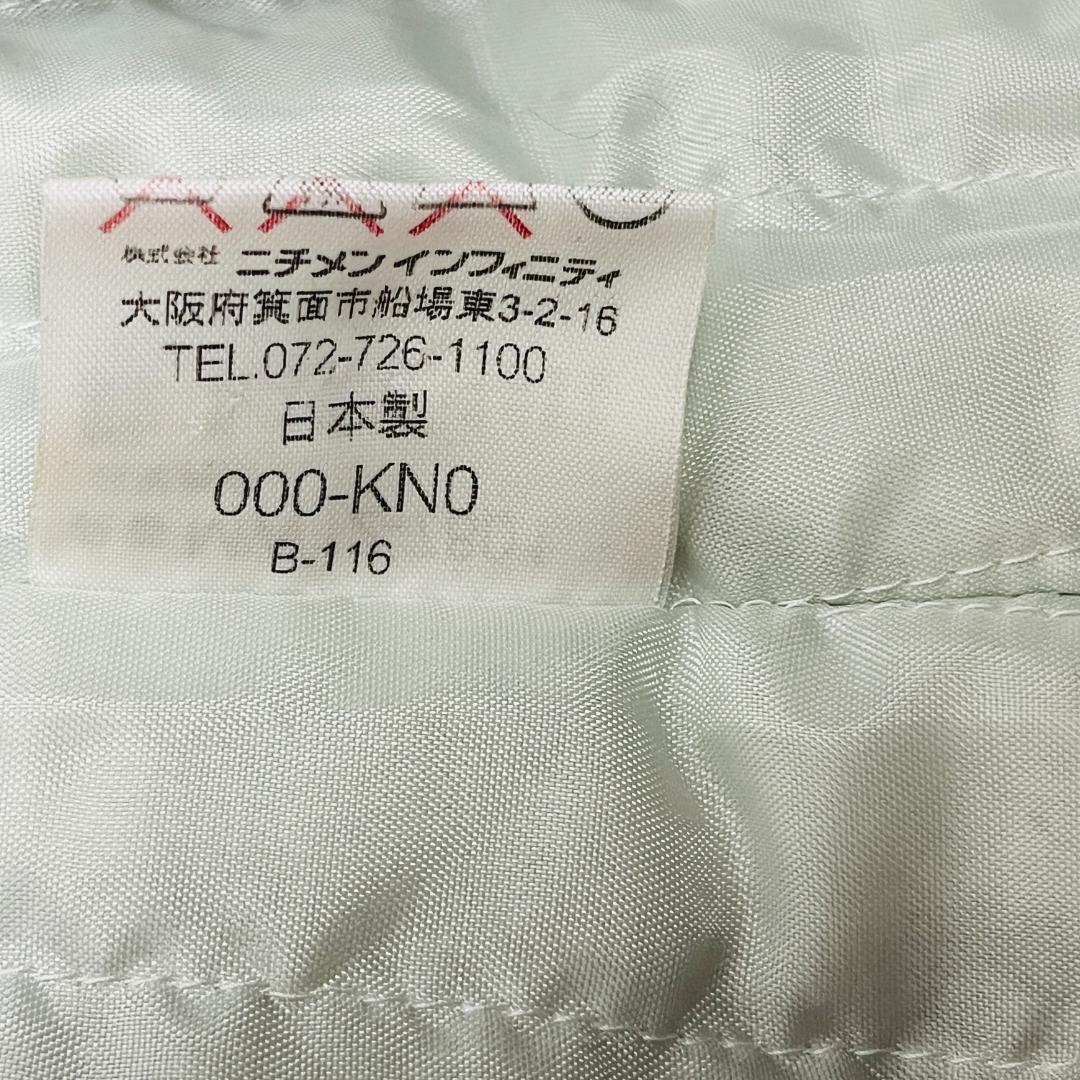 株式会社 ニチメンインフィニティ
大阪府箕面市船場東3-2-16
TEL.072-726-1100
日本製
000-KN0
B-116